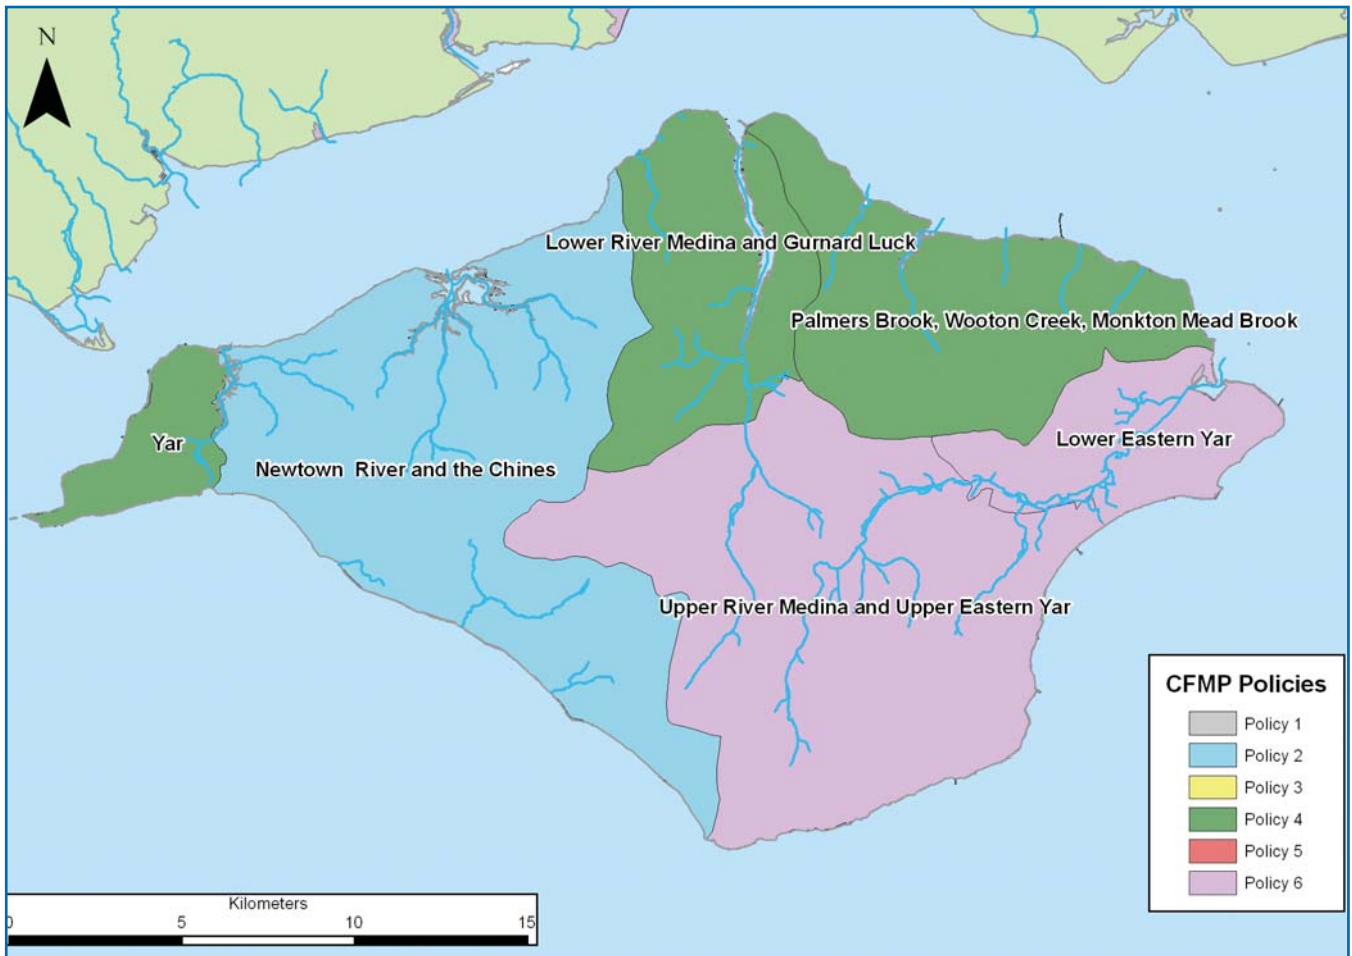 N
Lower River Medina and Gurnard Luck
Palmers Brook, Wooton Creek, Monkton Mead Brook
Yar
Newtown River and the Chines
Lower Eastern Yar
Upper River Medina and Upper Eastern Yar
CFMP Policies
Policy 1
Policy 2
Policy 3
Policy 4
Policy 5
Policy 6
Kilometers
0 5 10 15